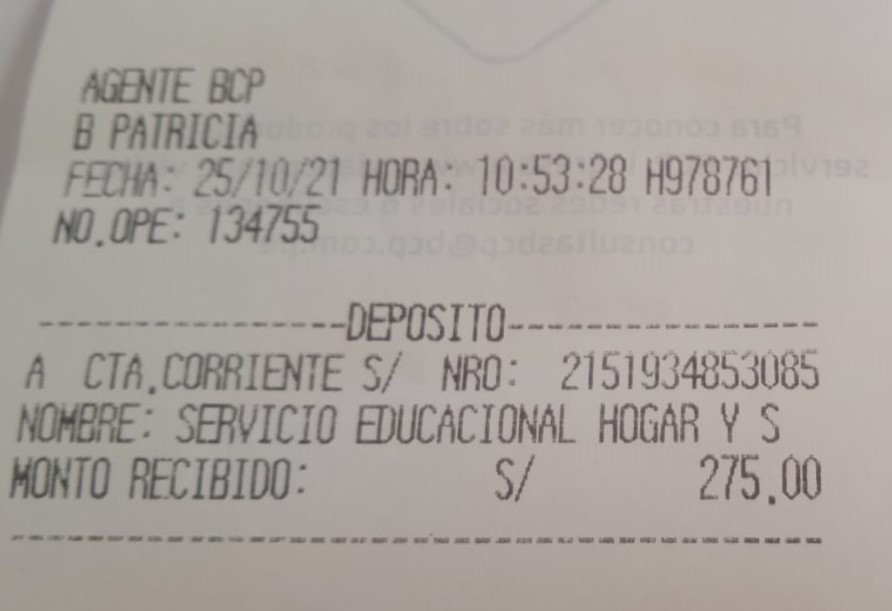 AGENTE BCP
B PATRICIA
FECHA: 25/10/21 HORA: 10:53:28 H978761
NO.OPE: 134755
----------------DEPOSITO----------------
A CTA.CORRIENTE S/ NRO: 2151934853085
NOMBRE: SERVICIO EDUCACIONAL HOGAR Y S
MONTO RECIBIDO: S/ 275.00